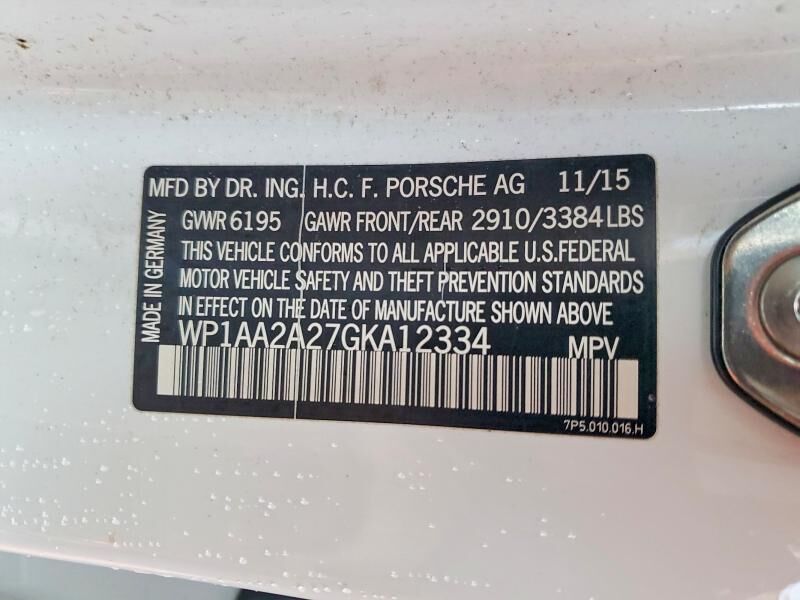 MFD BY DR. ING. H.C. F. PORSCHE AG 11/15
GVWR 6195 GAWR FRONT/REAR 2910/3384LBS
THIS VEHICLE CONFORMS TO ALL APPLICABLE U.S.FEDERAL
MOTOR VEHICLE SAFETY AND THEFT PREVENTION STANDARDS
IN EFFECT ON THE DATE OF MANUFACTURE SHOWN ABOVE
WP1AA2A27GKA12334 MPV
7P5.010.016.H
MADE IN GERMANY